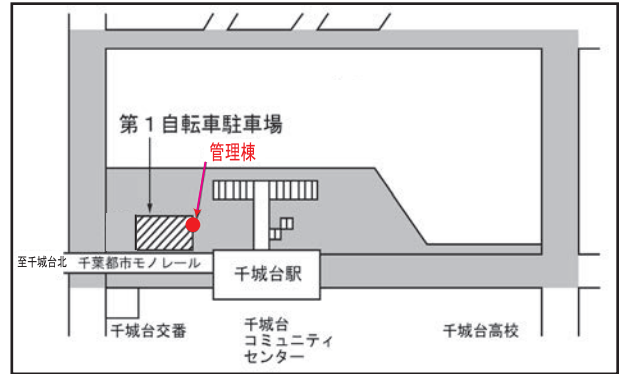 第1自転車駐車場
管理棟
至千城台北
千葉都市モノレール
千城台駅
千城台交番
千城台
コミュニティ
センター
千城台高校